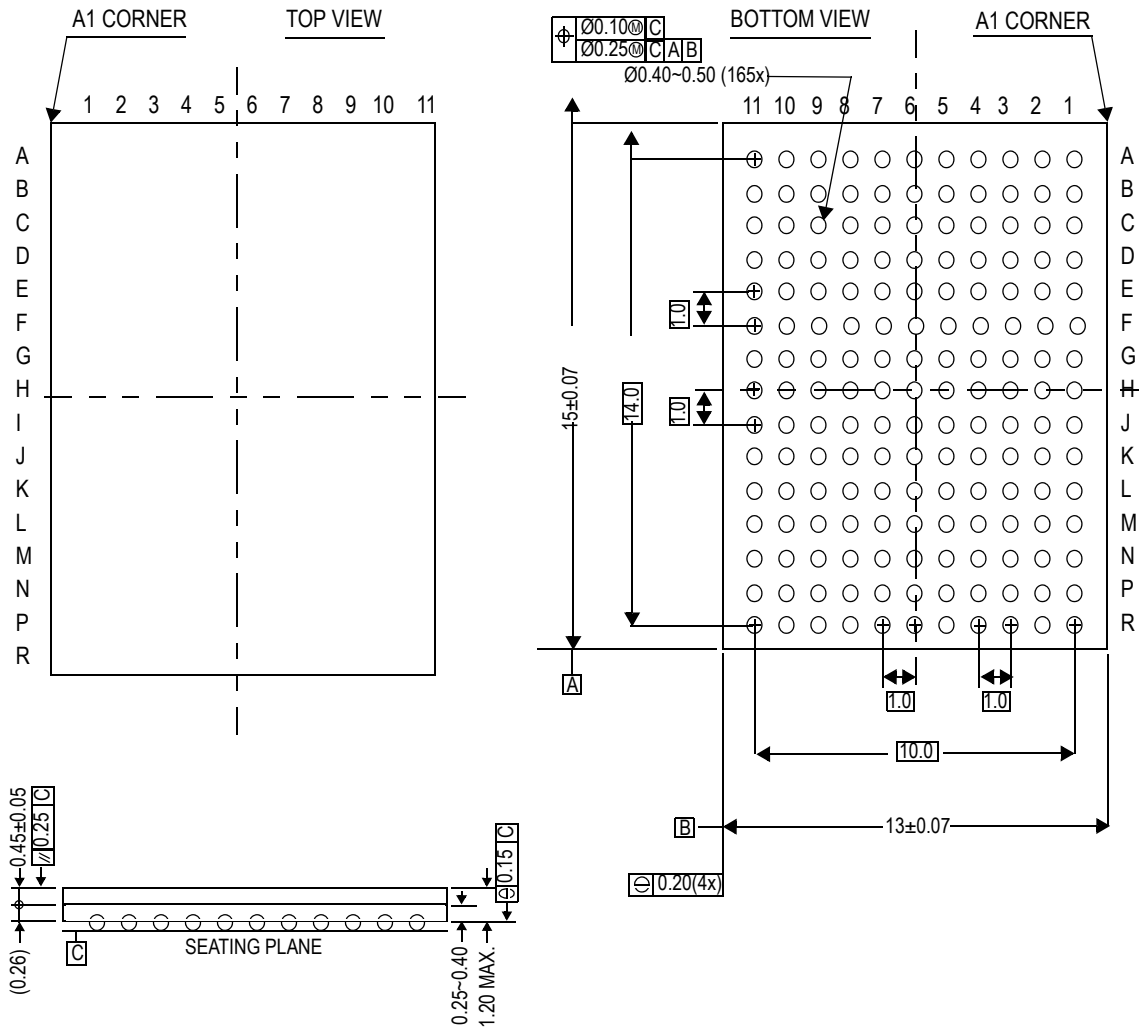 A1 CORNER
TOP VIEW
1 2 3 4 5 6 7 8 9 10 11
A
B
C
D
E
F
G
H
I
J
K
L
M
N
P
R
BOTTOM VIEW
A1 CORNER
⌖ Ø0.10Ⓜ C
Ø0.25Ⓜ C A B
Ø0.40~0.50 (165x)
11 10 9 8 7 6 5 4 3 2 1
A
B
C
D
E
F
G
H
J
K
L
M
N
P
R
1.0
1.0
15±0.07
14.0
A
1.0
1.0
10.0
B
13±0.07
0.20(4x)
0.45±0.05
// 0.25 C
(0.26)
C
SEATING PLANE
0.15 C
0.25~0.40
1.20 MAX.